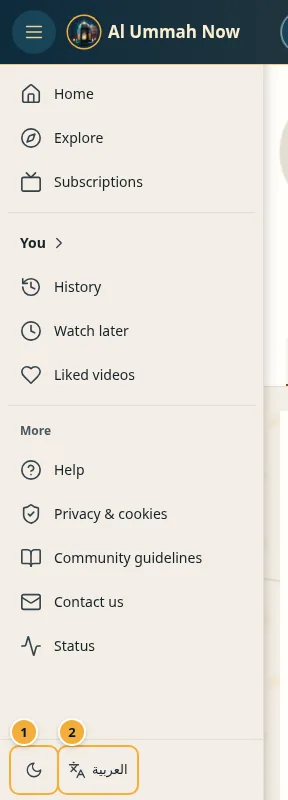 Al Ummah Now
Home
Explore
Subscriptions
You
History
Watch later
Liked videos
More
Help
Privacy & cookies
Community guidelines
Contact us
Status
1
2
العربية